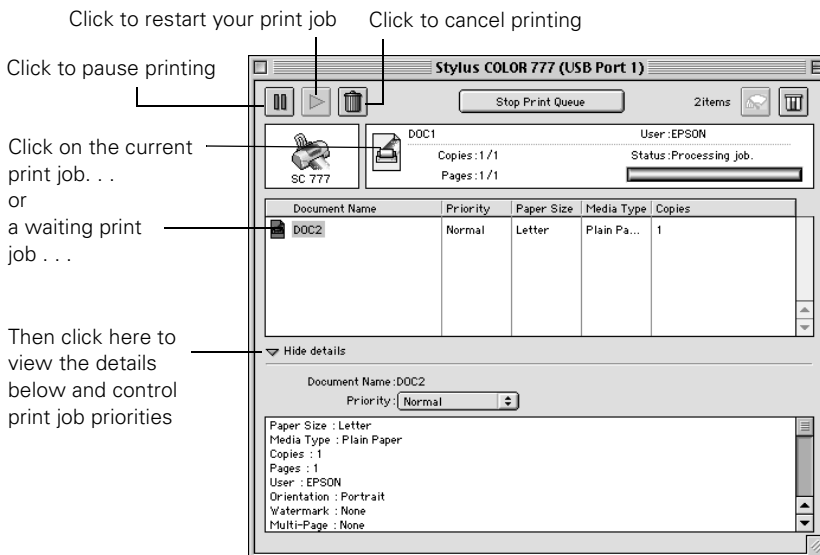 Click to restart your print job
Click to cancel printing
Click to pause printing
Stylus COLOR 777 (USB Port 1)
Stop Print Queue
2items
Click on the current
print job. . .
or
a waiting print
job . . .
SC 777
DOC1
User:EPSON
Copies:1/1
Status:Processing job.
Pages:1/1
Document Name Priority Paper Size Media Type Copies
DOC2 Normal Letter Plain Pa... 1
Then click here to
view the details
below and control
print job priorities
Hide details
Document Name:DOC2
Priority: Normal
Paper Size : Letter
Media Type : Plain Paper
Copies : 1
Pages : 1
User : EPSON
Orientation : Portrait
Watermark : None
Multi-Page : None